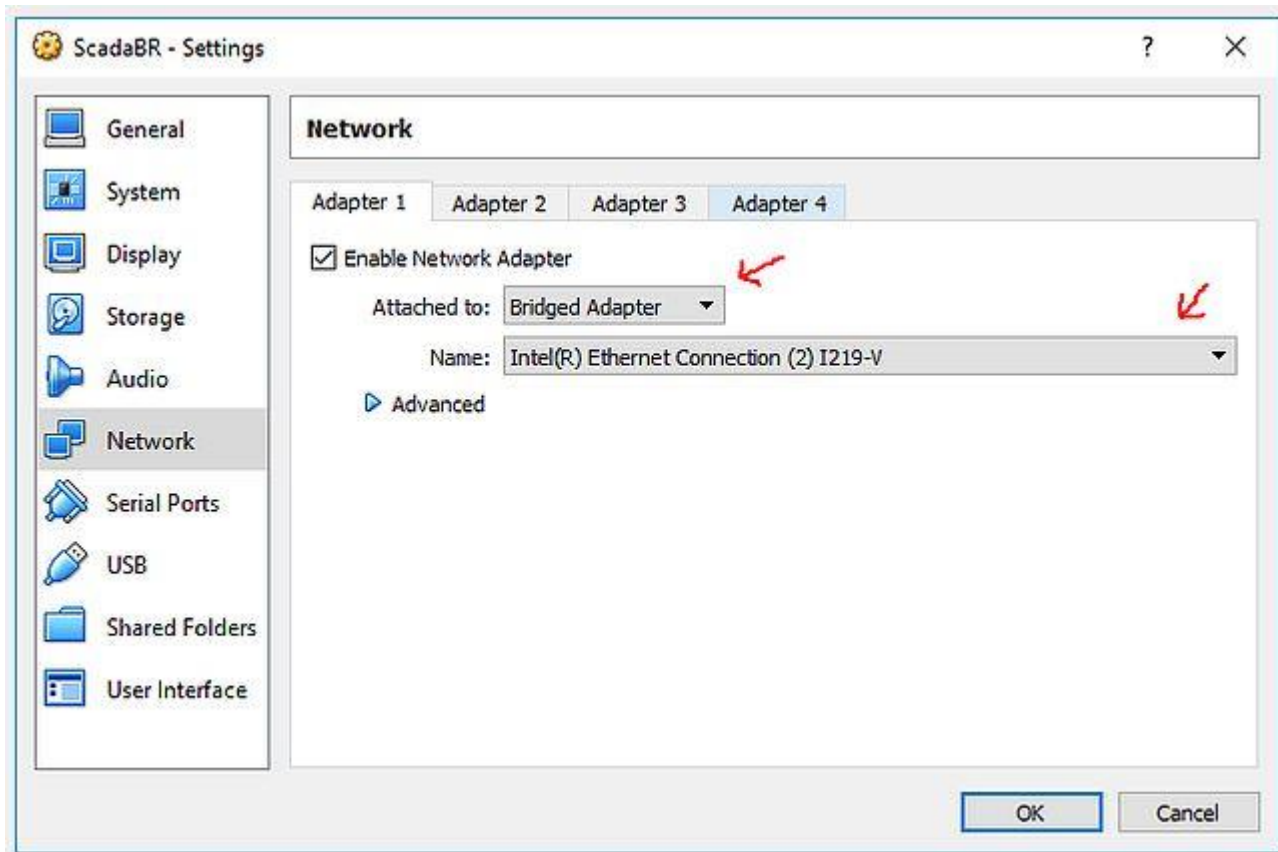 ScadaBR - Settings
?
General
System
Display
Storage
Audio
Network
Serial Ports
USB
Shared Folders
User Interface
Network
Adapter 1
Adapter 2
Adapter 3
Adapter 4
Enable Network Adapter
Attached to: Bridged Adapter
Name: Intel(R) Ethernet Connection (2) I219-V
Advanced
OK
Cancel